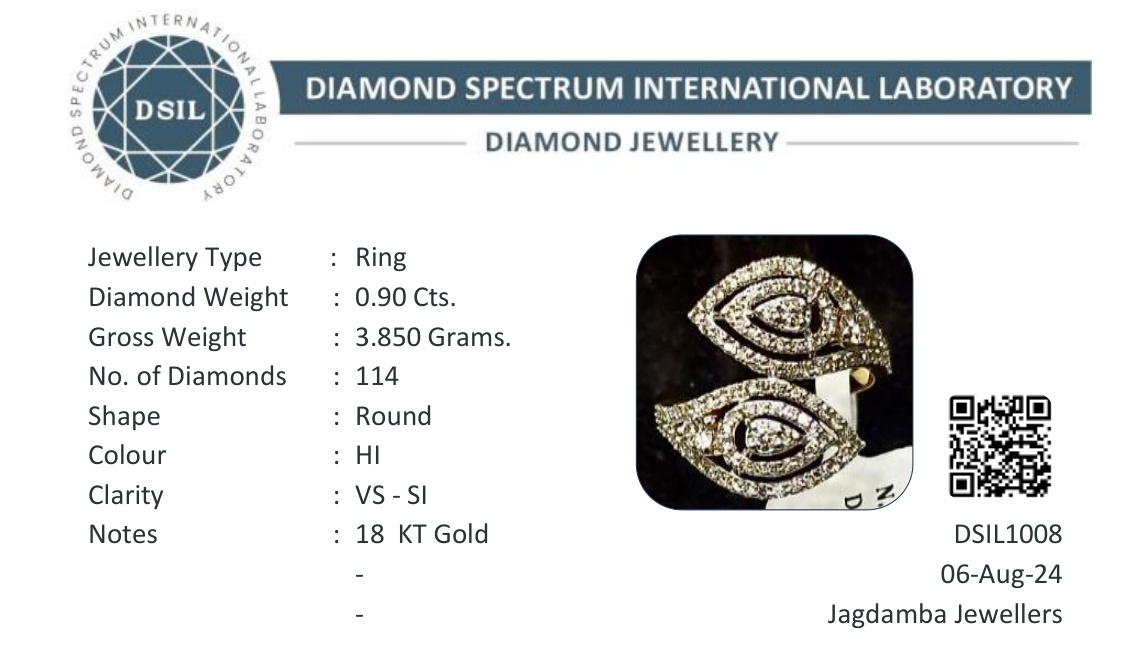 DIAMOND SPECTRUM INTERNATIONAL LABORATORY
DSIL
DIAMOND SPECTRUM INTERNATIONAL LABORATORY
DIAMOND JEWELLERY
Jewellery Type : Ring
Diamond Weight : 0.90 Cts.
Gross Weight : 3.850 Grams.
No. of Diamonds : 114
Shape : Round
Colour : HI
Clarity : VS - SI
Notes : 18 KT Gold
-
-
N.
D
DSIL1008
06-Aug-24
Jagdamba Jewellers